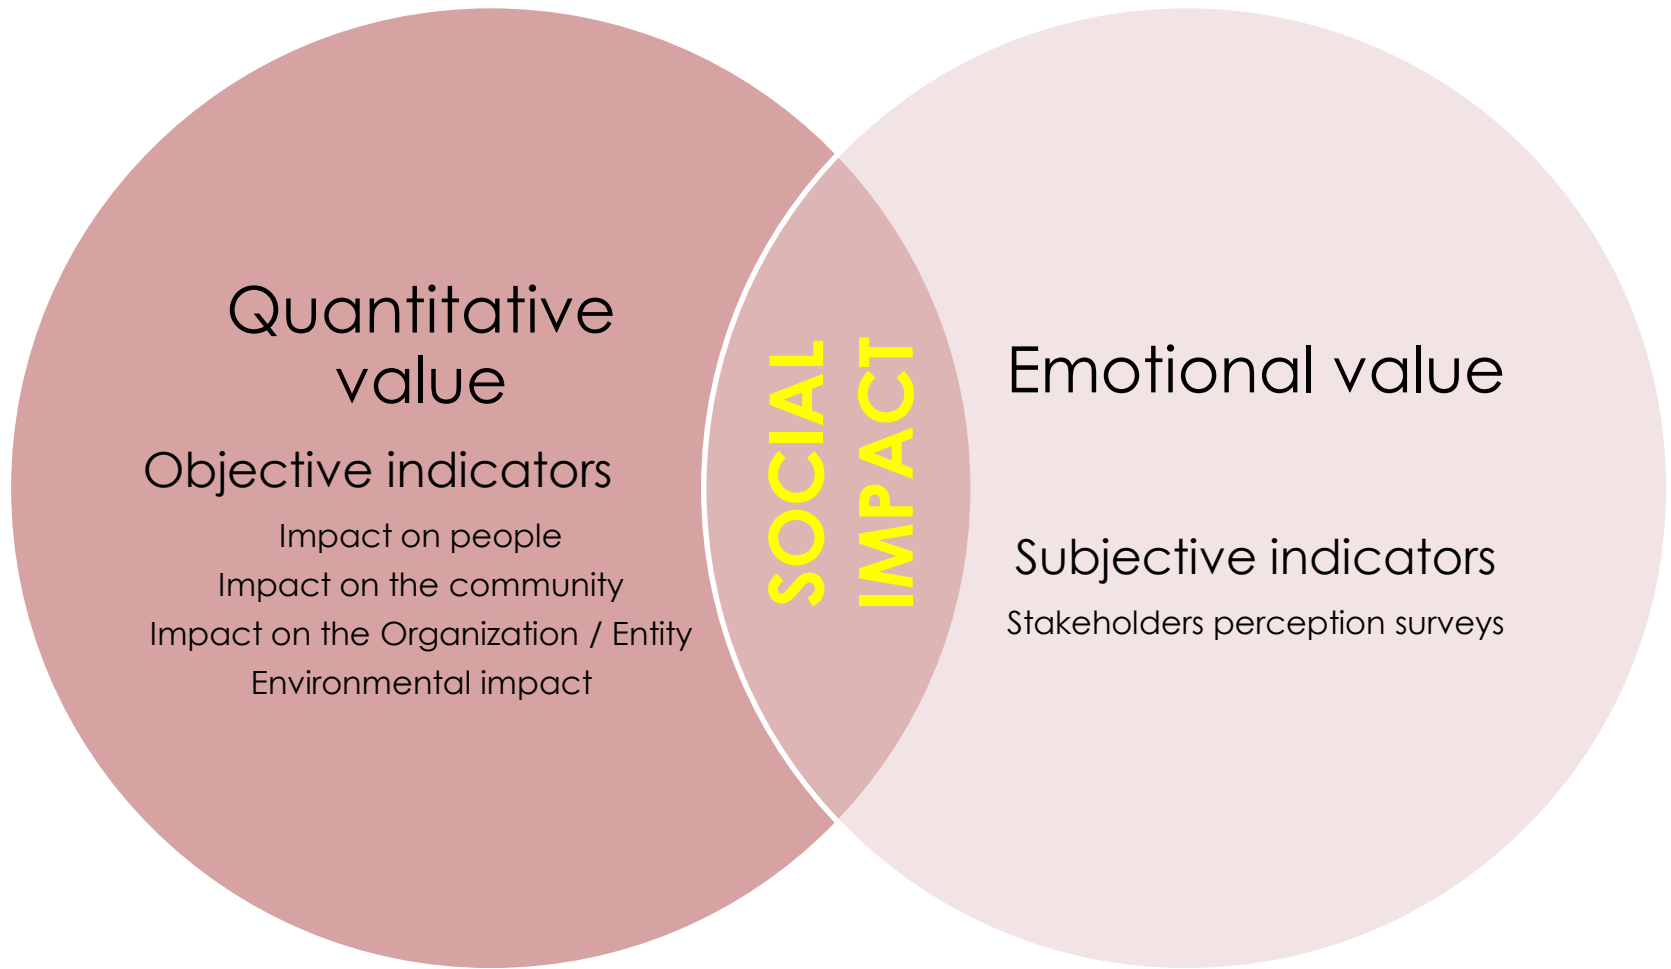 Quantitative
value
Objective indicators
Impact on people
Impact on the community
Impact on the Organization / Entity
Environmental impact
SOCIAL
IMPACT
Emotional value
Subjective indicators
Stakeholders perception surveys